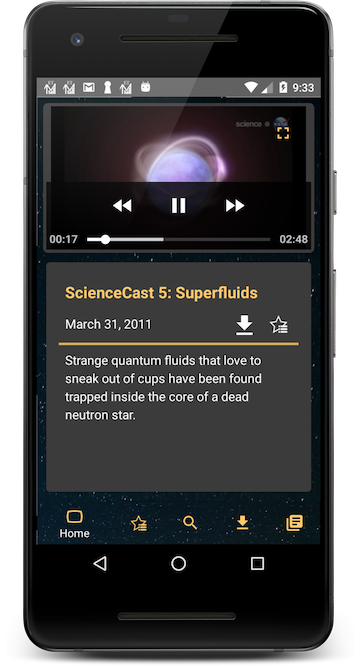 9:33
science @ NASA
00:17
02:48
ScienceCast 5: Superfluids
March 31, 2011
Strange quantum fluids that love to
sneak out of cups have been found
trapped inside the core of a dead
neutron star.
Home